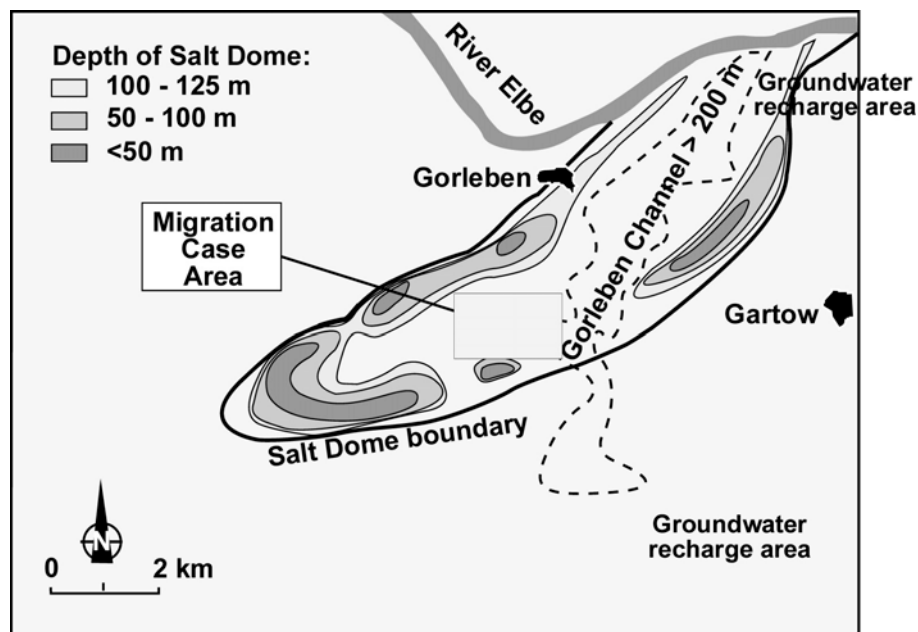 Depth of Salt Dome:
100 - 125 m
50 - 100 m
<50 m
River Elbe
Groundwater
recharge area
Gorleben
Migration
Case
Area
Gorleben Channel > 200 m
Gartow
Salt Dome boundary
Groundwater
recharge area
N
0 2 km